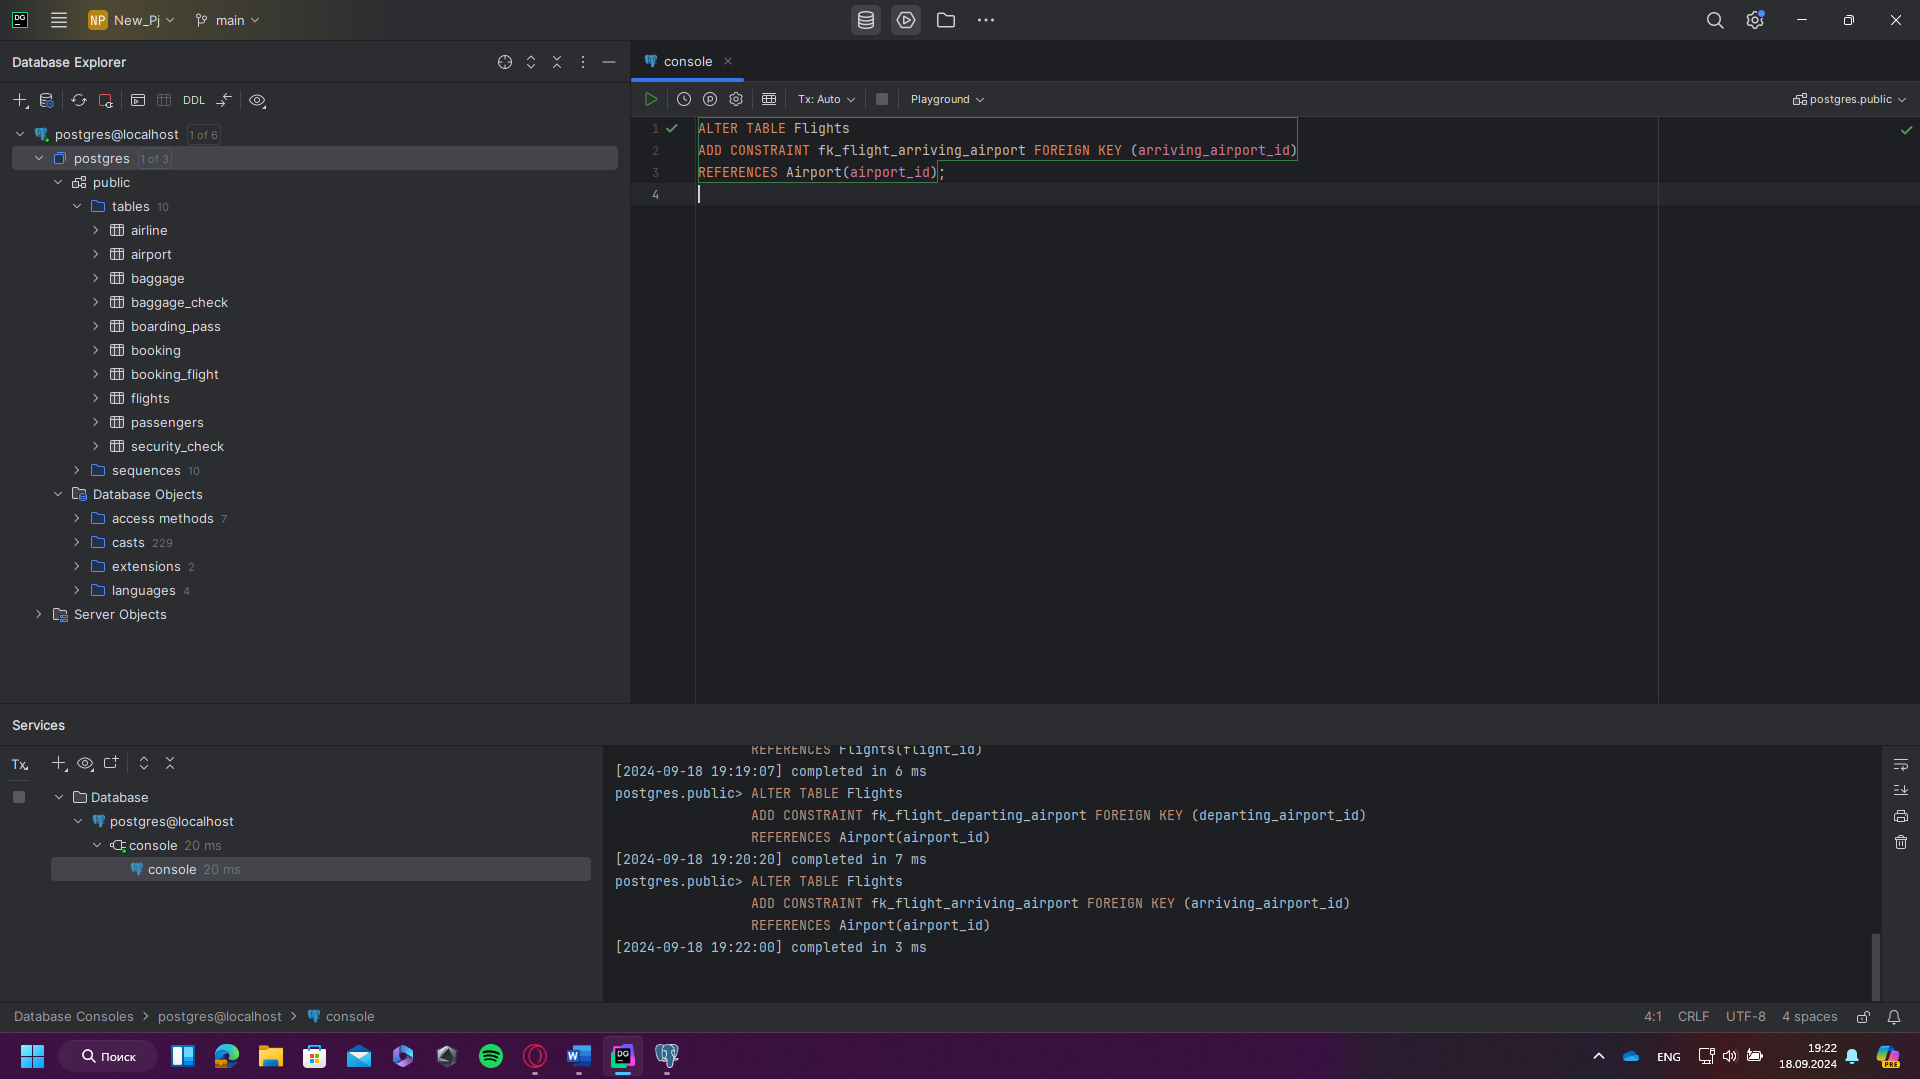 NP New_Pj main
Database Explorer
console
DDL
Tx: Auto Playground postgres.public
postgres@localhost 1 of 6
postgres 1 of 3
public
tables 10
airline
airport
baggage
baggage_check
boarding_pass
booking
booking_flight
flights
passengers
security_check
sequences 10
Database Objects
access methods 7
casts 229
extensions 2
languages 4
Server Objects
1 ALTER TABLE Flights
2 ADD CONSTRAINT fk_flight_arriving_airport FOREIGN KEY (arriving_airport_id)
3 REFERENCES Airport(airport_id);
4
Services
Tx
Database
postgres@localhost
console 20 ms
console 20 ms
REFERENCES Flights(flight_id)
[2024-09-18 19:19:07] completed in 6 ms
postgres.public> ALTER TABLE Flights
ADD CONSTRAINT fk_flight_departing_airport FOREIGN KEY (departing_airport_id)
REFERENCES Airport(airport_id)
[2024-09-18 19:20:20] completed in 7 ms
postgres.public> ALTER TABLE Flights
ADD CONSTRAINT fk_flight_arriving_airport FOREIGN KEY (arriving_airport_id)
REFERENCES Airport(airport_id)
[2024-09-18 19:22:00] completed in 3 ms
Database Consoles > postgres@localhost > console
4:1 CRLF UTF-8 4 spaces
Поиск
DG
ENG
19:22
18.09.2024
PRE